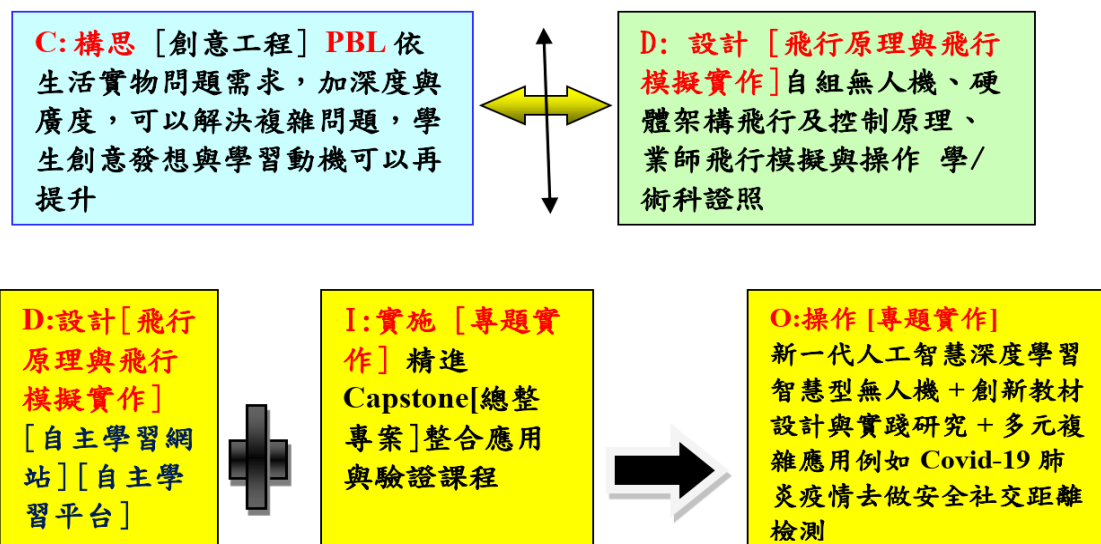 C:構思［創意工程］PBL 依
生活實物問題需求，加深度與
廣度，可以解決複雜問題，學
生創意發想與學習動機可以再
提升
D: 設計［飛行原理與飛行
模擬實作］自組無人機、硬
體架構飛行及控制原理、
業師飛行模擬與操作 學/
術科證照
D:設計［飛行
原理與飛行
模擬實作］
［自主學習網
站］［自主學
習平台］
I:實施［專題實
作］精進
Capstone[總整
專案]整合應用
與驗證課程
O:操作 [專題實作]
新一代人工智慧深度學習
智慧型無人機 + 創新教材
設計與實踐研究 + 多元複
雜應用例如 Covid-19 肺
炎疫情去做安全社交距離
檢測